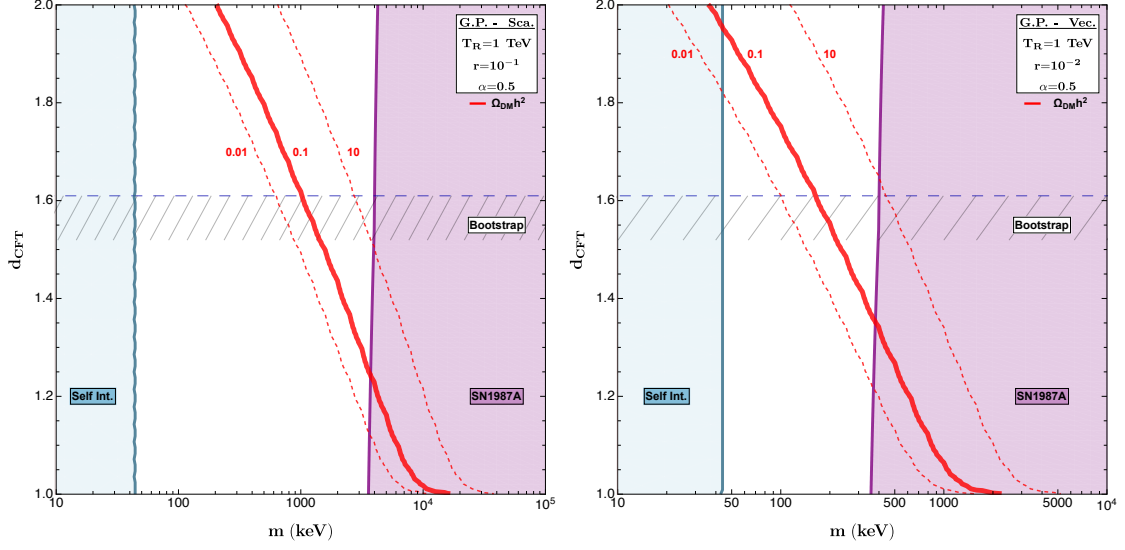 G.P. - Sca.
T_R=1 TeV
r=10^-1
α=0.5
Ω_DM h^2
0.01
0.1
10
Bootstrap
Self Int.
SN1987A
2.0
1.8
1.6
1.4
1.2
1.0
d_CFT
10
100
1000
10^4
10^5
m (keV)
G.P. - Vec.
T_R=1 TeV
r=10^-2
α=0.5
Ω_DM h^2
0.01
0.1
10
Bootstrap
Self Int.
SN1987A
2.0
1.8
1.6
1.4
1.2
1.0
d_CFT
10
50
100
500
1000
5000
10^4
m (keV)